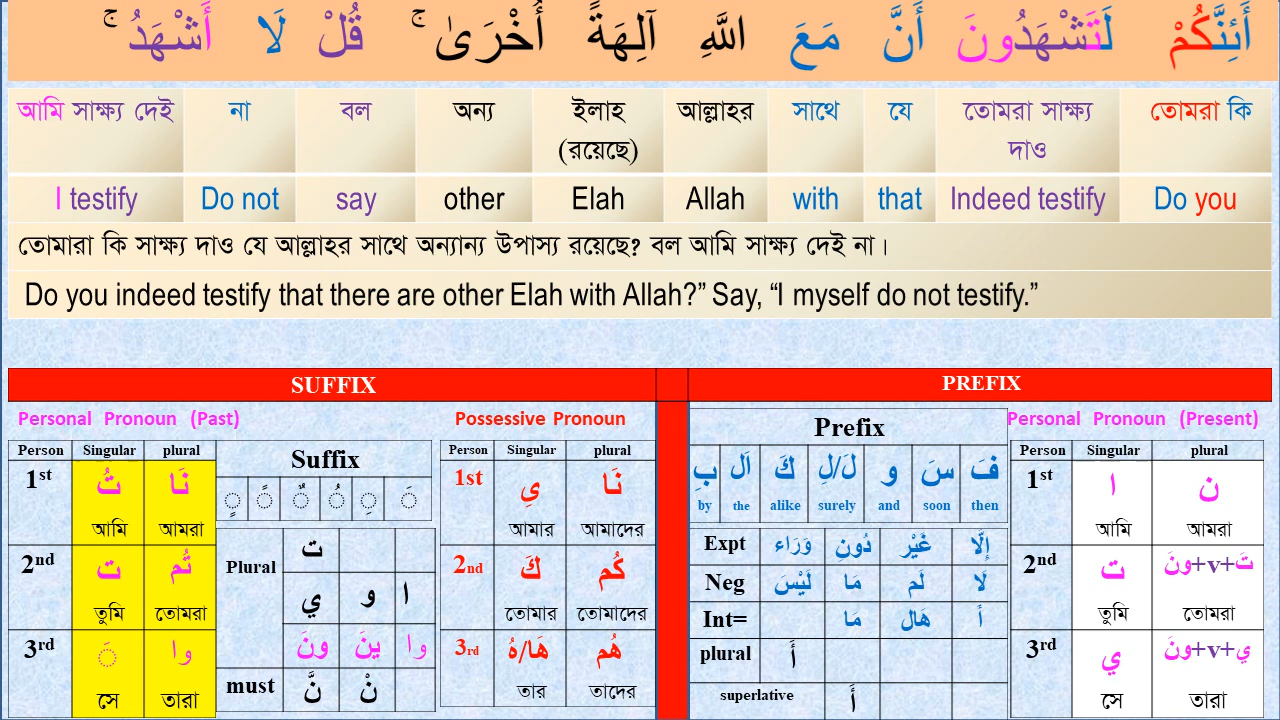 أَئِنَّكُمْ لَتَشْهَدُونَ أَنَّ مَعَ اللَّهِ آلِهَةً أُخْرَىٰ ۚ قُلْ لَا أَشْهَدُ ۚ
আমি সাক্ষ্য দেই না বল অন্য ইলাহ (রয়েছে) আল্লাহর সাথে যে তোমরা সাক্ষ্য দাও তোমরা কি
I testify Do not say other Elah Allah with that Indeed testify Do you
তোমারা কি সাক্ষ্য দাও যে আল্লাহর সাথে অন্যান্য উপাস্য রয়েছে? বল আমি সাক্ষ্য দেই না।
Do you indeed testify that there are other Elah with Allah?” Say, “I myself do not testify.”
SUFFIX
Personal Pronoun (Past)
Person Singular plural
1st تُ نَا
আমি আমরা
2nd ت تُم
তুমি তোমরা
3rd َ وا
সে তারা
Suffix
ٍ ً ٌ ُ ِ َ
Plural ت
ي و ا
ونَ ينَ وا
must نَّ نْ
Possessive Pronoun
Person Singular plural
1st ي نَا
আমার আমাদের
2nd كَ كُم
তোমার তোমাদের
3rd هَا/هُ هُم
তার তাদের
PREFIX
Prefix
بِ اَل كَ لَ/لِ و سَ فَ
by the alike surely and soon then
Expt وَرَاء دُونِ غَيْر إِلَّا
Neg لَيْسَ مَا لَم لَا
Int= مَا هَال أَ
plural أَ
superlative أَ
Personal Pronoun (Present)
Person Singular plural
1st ا ن
আমি আমরা
2nd ت تَ+v+ونَ
তুমি তোমরা
3rd ي ي+v+ونَ
সে তারা